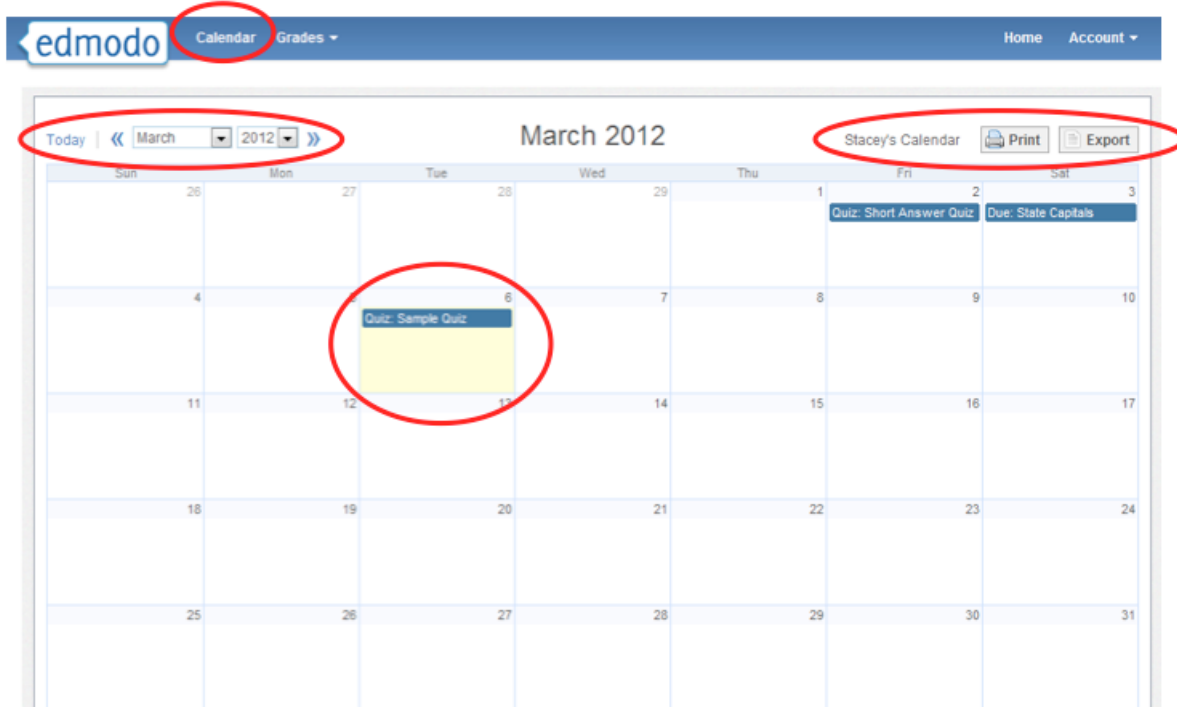 edmodo Calendar Grades Home Account
Today | « March 2012 » March 2012 Stacey's Calendar Print Export
Sun Mon Tue Wed Thu Fri Sat
26 27 28 29 1 2 3
Quiz: Short Answer Quiz Due: State Capitals
4 5 6 7 8 9 10
Quiz: Sample Quiz
11 12 13 14 15 16 17
18 19 20 21 22 23 24
25 26 27 28 29 30 31